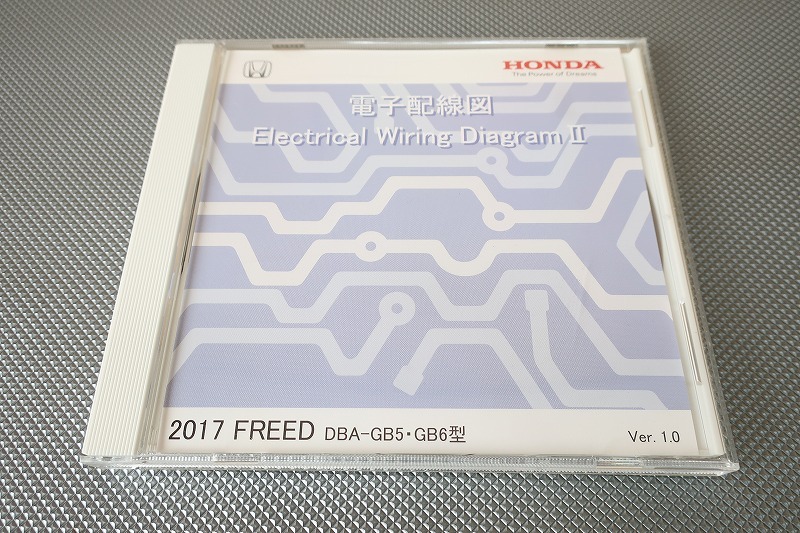 HONDA
The Power of Dreams
電子配線図
Electrical Wiring Diagram Ⅱ
2017 FREED DBA-GB5・GB6型
Ver. 1.0